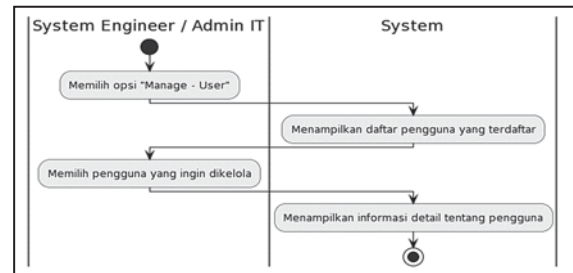 System Engineer / Admin IT
System
Memilih opsi "Manage - User"
Menampilkan daftar pengguna yang terdaftar
Memilih pengguna yang ingin dikelola
Menampilkan informasi detail tentang pengguna